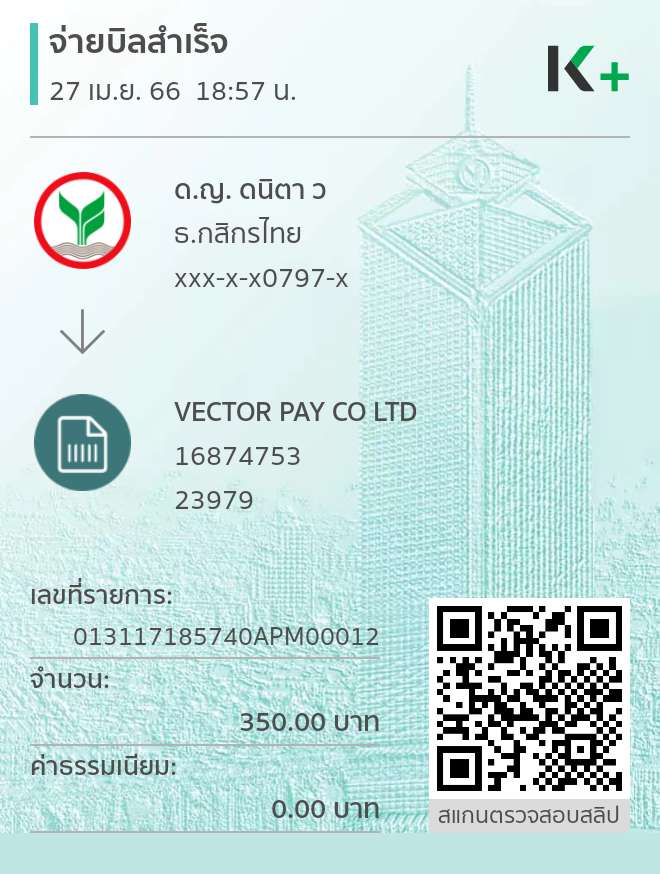 จ่ายบิลสำเร็จ
27 เม.ย. 66 18:57 น.
K+
ด.ญ. ดนิตา ว
ธ.กสิกรไทย
xxx-x-x0797-x
VECTOR PAY CO LTD
16874753
23979
เลขที่รายการ:
013117185740APM00012
จำนวน:
350.00 บาท
ค่าธรรมเนียม:
0.00 บาท
สแกนตรวจสอบสลิป